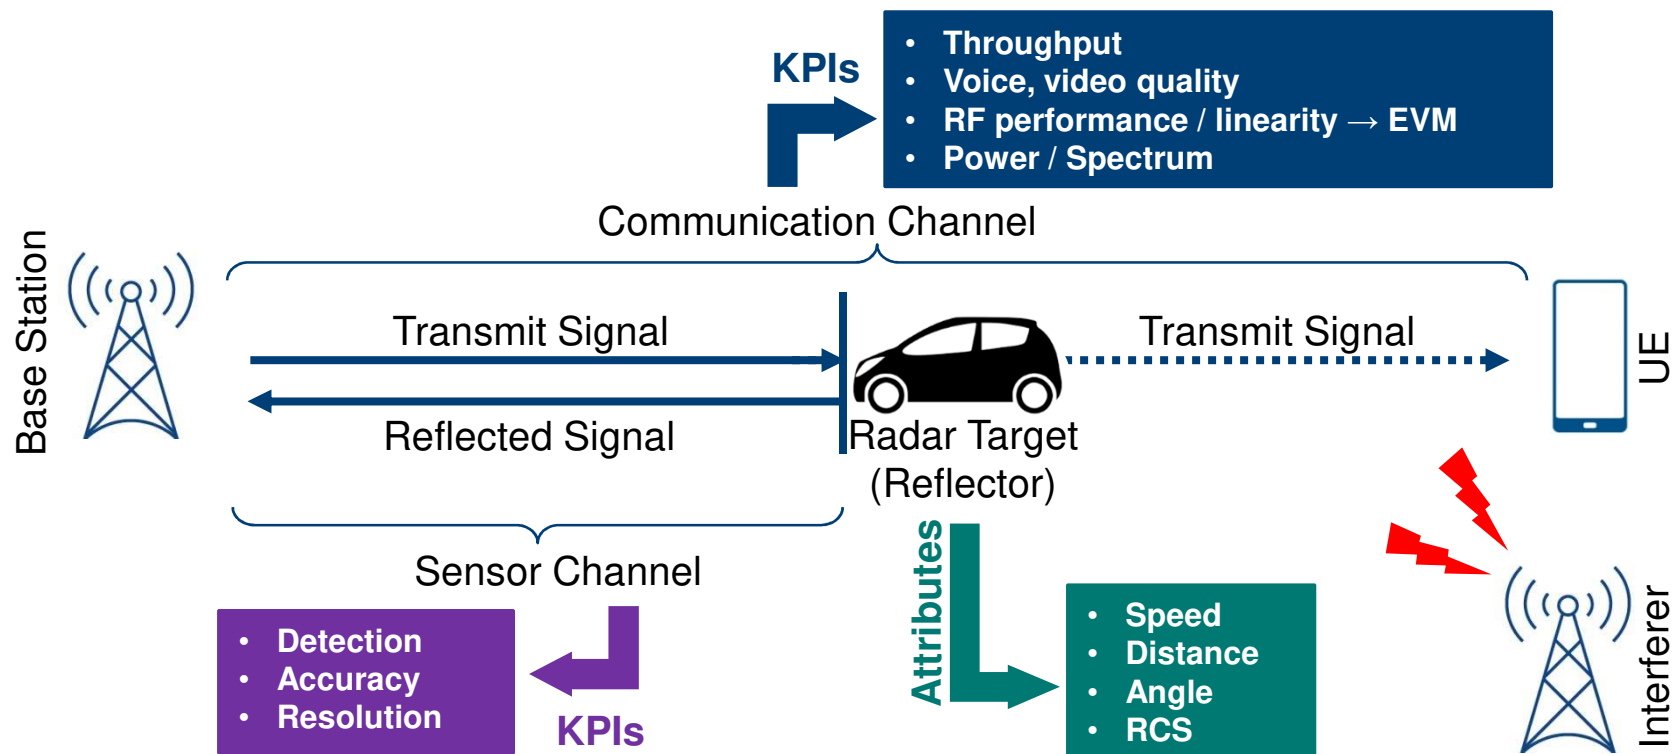 KPIs
• Throughput
• Voice, video quality
• RF performance / linearity → EVM
• Power / Spectrum
Communication Channel
Base Station
Transmit Signal
Transmit Signal
UE
Reflected Signal
Radar Target
(Reflector)
Sensor Channel
Attributes
• Detection
• Accuracy
• Resolution
KPIs
• Speed
• Distance
• Angle
• RCS
Interferer